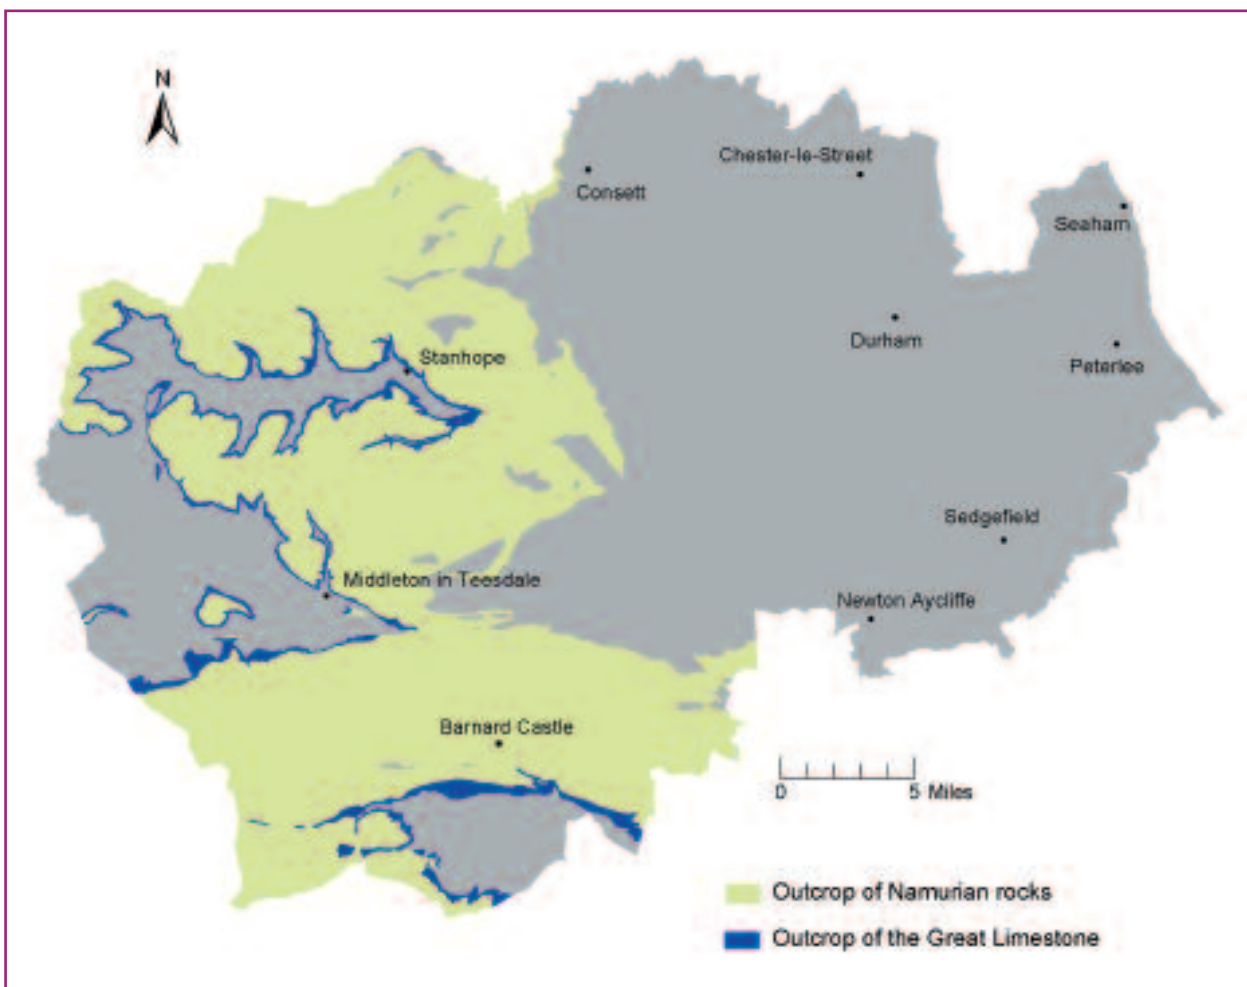 N
Chester-le-Street
Consett
Seaham
Durham
Peterlee
Stanhope
Sedgefield
Middleton in Teesdale
Newton Aycliffe
Barnard Castle
0 5 Miles
Outcrop of Namurian rocks
Outcrop of the Great Limestone